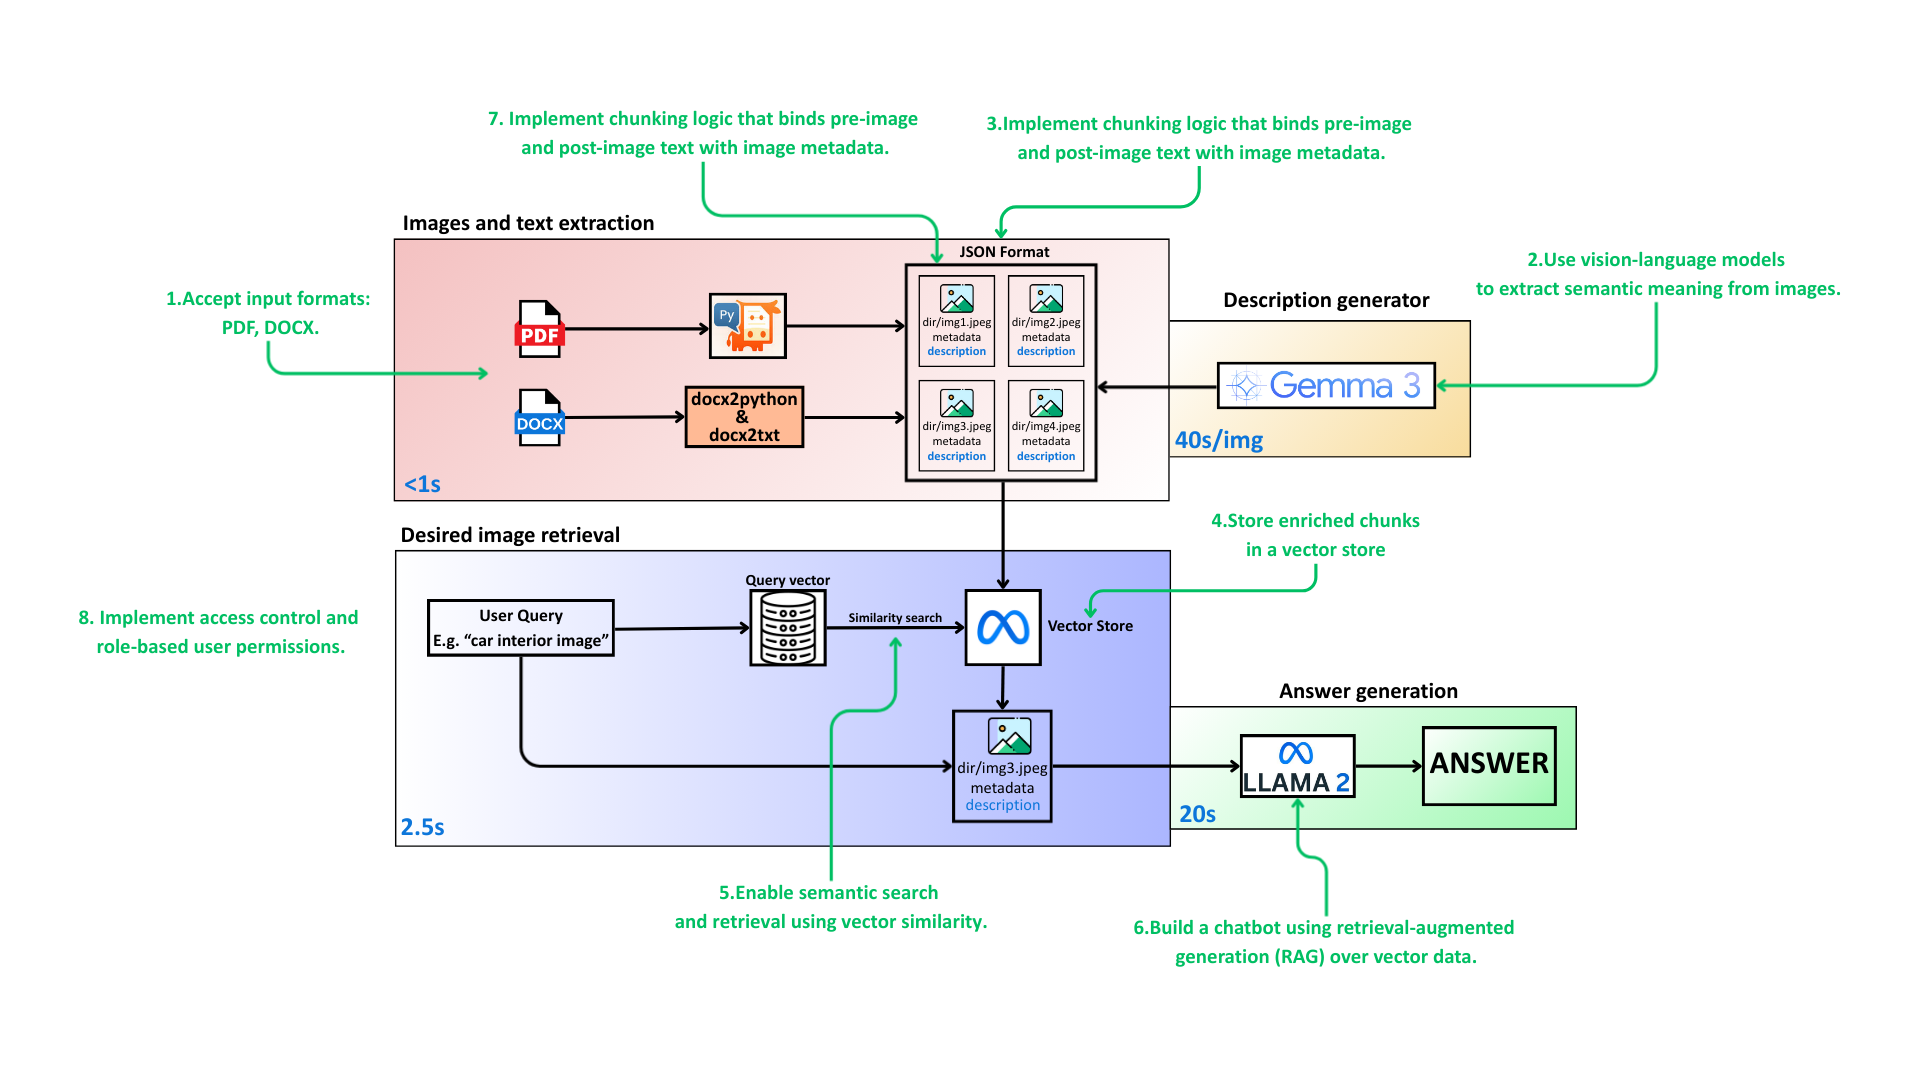 7. Implement chunking logic that binds pre-image
and post-image text with image metadata.
3.Implement chunking logic that binds pre-image
and post-image text with image metadata.
Images and text extraction
JSON Format
2.Use vision-language models
to extract semantic meaning from images.
1.Accept input formats:
PDF, DOCX.
Description generator
PDF
Py
dir/img1.jpeg
metadata
description
dir/img2.jpeg
metadata
description
DOCX
docx2python
&
docx2txt
dir/img3.jpeg
metadata
description
dir/img4.jpeg
metadata
description
Gemma 3
40s/img
<1s
Desired image retrieval
4.Store enriched chunks
in a vector store
Query vector
User Query
E.g. “car interior image”
Similarity search
Vector Store
8. Implement access control and
role-based user permissions.
Answer generation
dir/img3.jpeg
metadata
description
LLAMA 2
ANSWER
2.5s
20s
5.Enable semantic search
and retrieval using vector similarity.
6.Build a chatbot using retrieval-augmented
generation (RAG) over vector data.